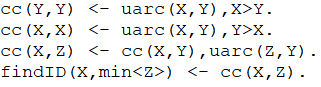 cc(Y,Y) <- uarc(X,Y),X>Y.
cc(X,X) <- uarc(X,Y),Y>X.
cc(X,Z) <- cc(X,Y),uarc(Z,Y).
findID(X,min<Z>) <- cc(X,Z).